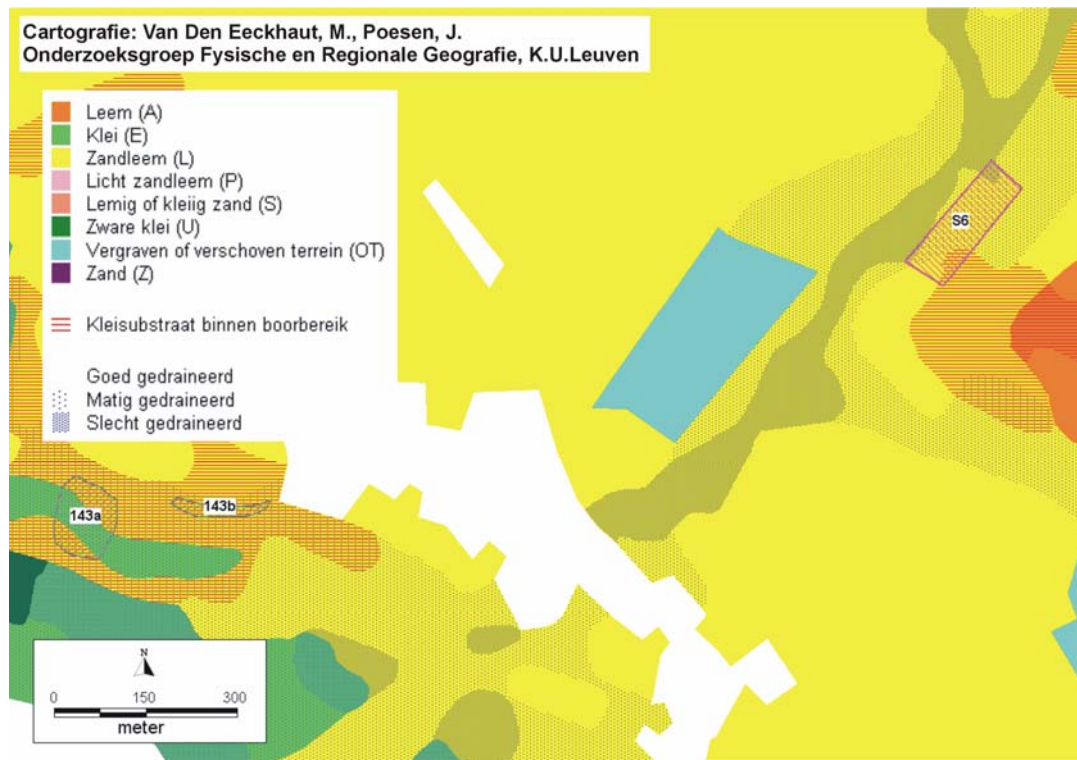 Cartografie: Van Den Eeckhaut, M., Poesen, J.
Onderzoeksgroep Fysische en Regionale Geografie, K.U.Leuven
Leem (A)
Klei (E)
Zandleem (L)
Licht zandleem (P)
Lemig of kleiig zand (S)
Zware klei (U)
Vergraven of verschoven terrein (OT)
Zand (Z)
Kleisubstraat binnen boorbereik
Goed gedraineerd
Matig gedraineerd
Slecht gedraineerd
S6
143a
143b
N
0 150 300
meter